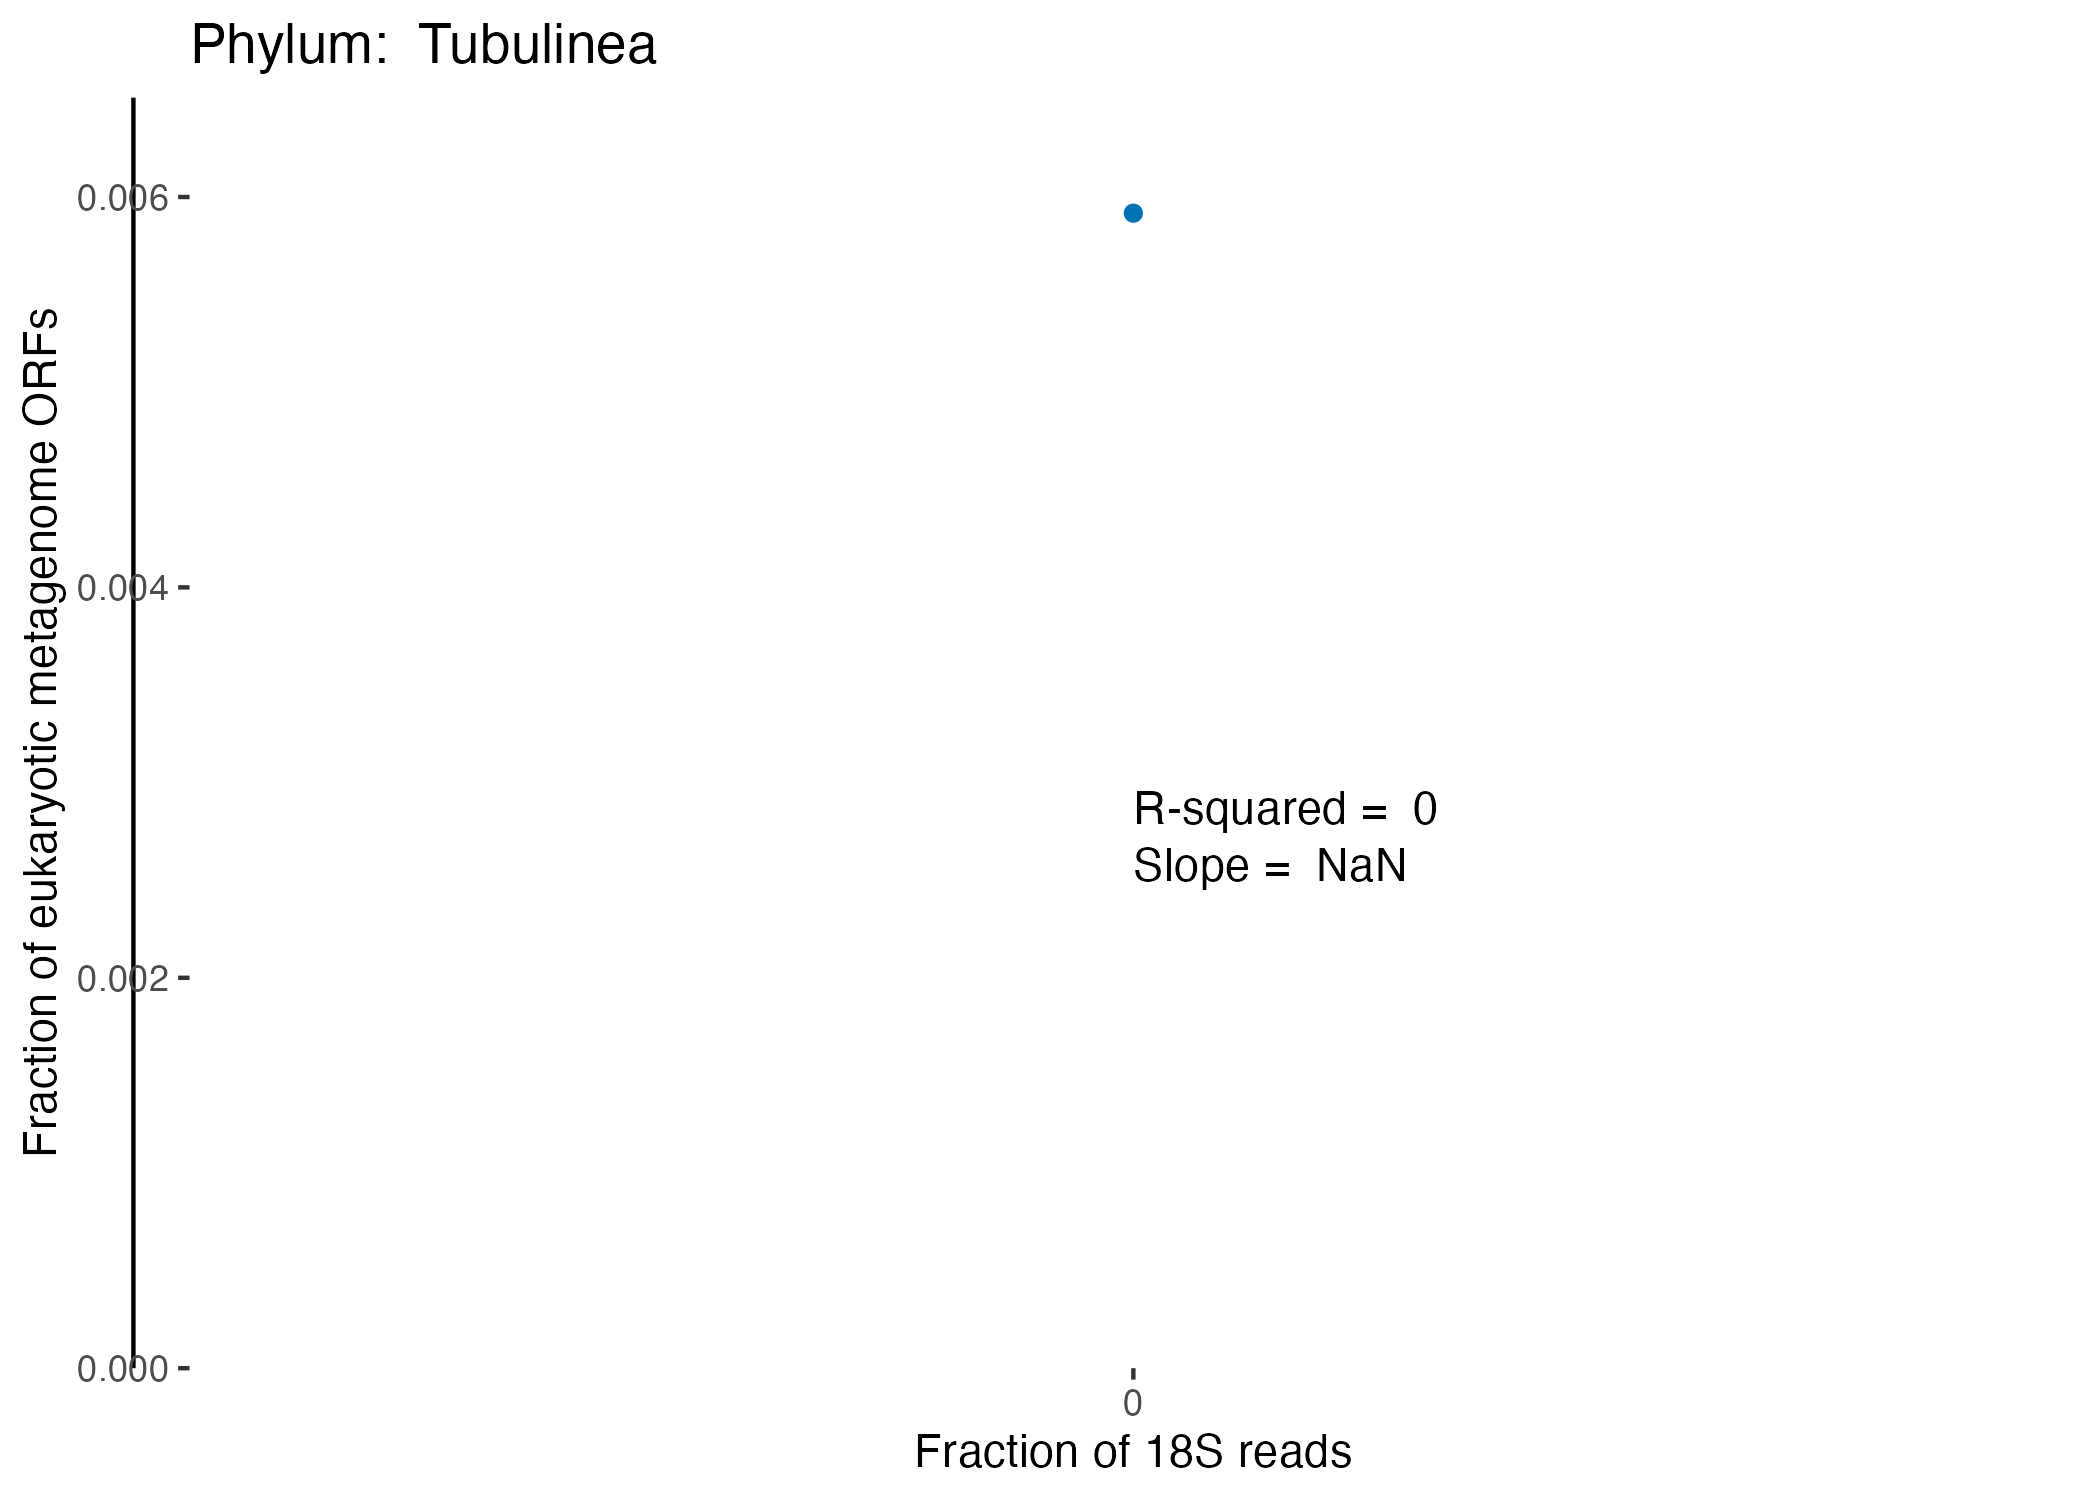 Phylum:  Tubulinea
Fraction of eukaryotic metagenome ORFs
0.006
0.004
0.002
0.000
R-squared =  0
Slope =  NaN
0
Fraction of 18S reads